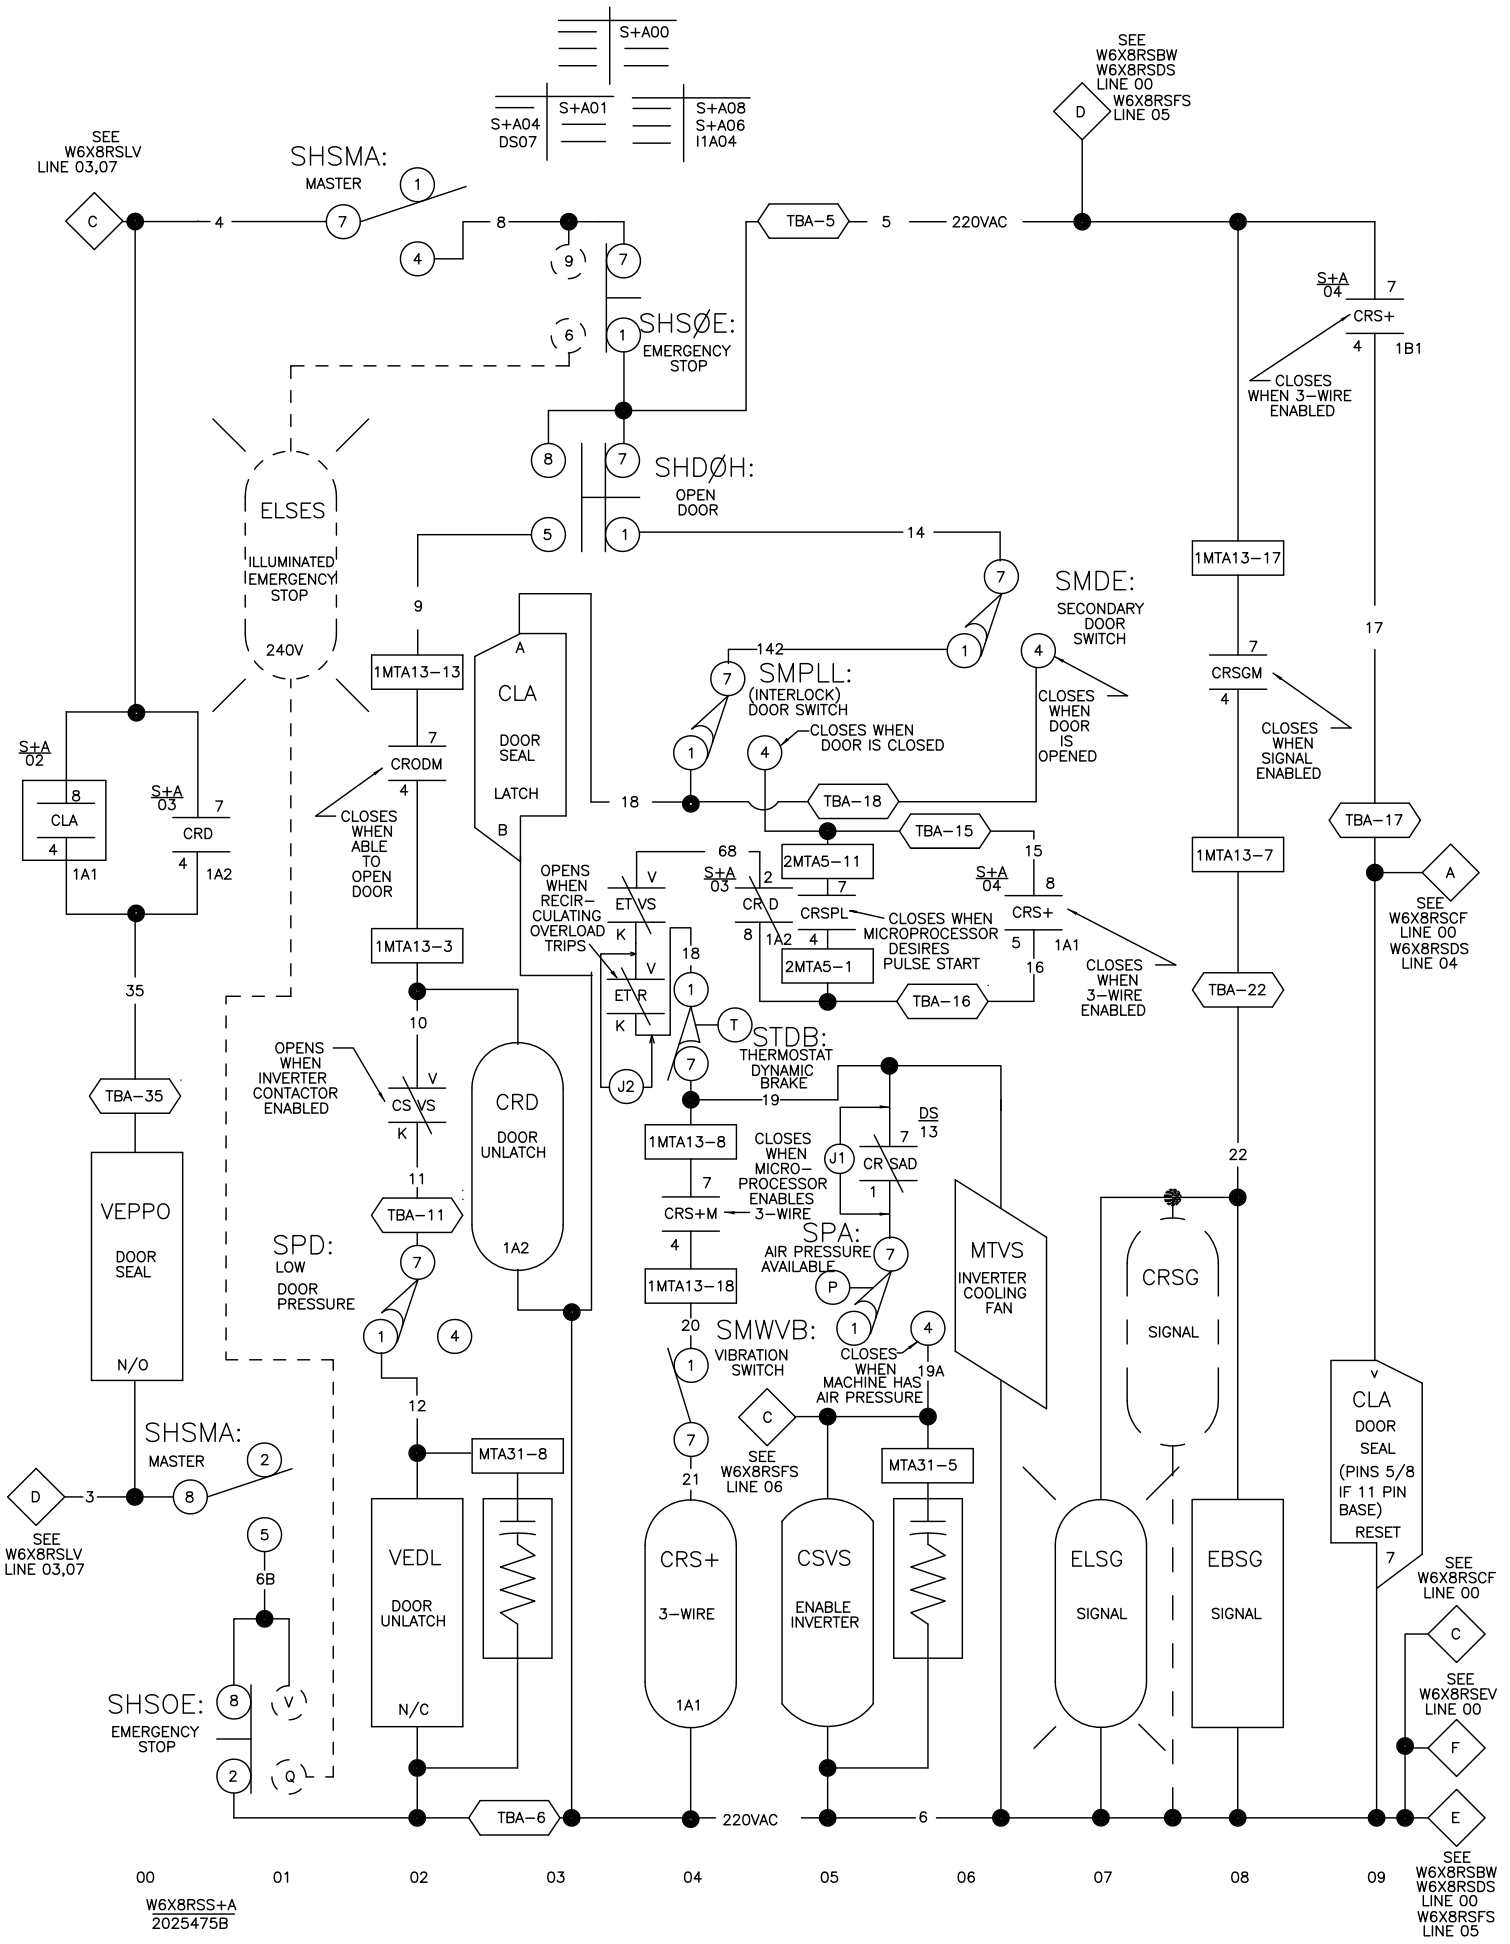 S+A00
S+A01
S+A04
DS07
S+A08
S+A06
I1A04
SEE
W6X8RSBW
W6X8RSDS
LINE 00
W6X8RSFS
LINE 05
D
SEE
W6X8RSLV
LINE 03,07
C
4
SHSMA:
MASTER
1
7
4
8
9
7
6
1
SHSØE:
EMERGENCY
STOP
TBA-5
5
220VAC
S+A
04
7
CRS+
4
1B1
CLOSES
WHEN 3-WIRE
ENABLED
ELSES
ILLUMINATED
EMERGENCY
STOP
240V
8
7
5
1
SHDØH:
OPEN
DOOR
14
9
1MTA13-13
7
CRODM
4
CLOSES
WHEN
ABLE
TO
OPEN
DOOR
1MTA13-3
A
CLA
DOOR
SEAL
LATCH
B
7
1
4
SMDE:
SECONDARY
DOOR
SWITCH
CLOSES
WHEN
DOOR
IS
OPENED
142
7
1
4
SMPLL:
(INTERLOCK)
DOOR SWITCH
CLOSES WHEN
DOOR IS CLOSED
18
TBA-18
TBA-15
15
1MTA13-17
7
CRSGM
4
CLOSES
WHEN
SIGNAL
ENABLED
1MTA13-7
TBA-22
17
TBA-17
A
SEE
W6X8RSCF
LINE 00
W6X8RSDS
LINE 04
S+A
02
8
CLA
4
1A1
S+A
03
7
CRD
4
1A2
35
TBA-35
VEPPO
DOOR
SEAL
N/O
OPENS
WHEN
RECIR-
CULATING
OVERLOAD
TRIPS
68
V
ET VS
K
V
ET R
K
J2
S+A
03
2
CR D
8
1A2
2MTA5-11
7
CRSPL
4
2MTA5-1
CLOSES WHEN
MICROPROCESSOR
DESIRES
PULSE START
S+A
04
8
CRS+
5
1A1
16
TBA-16
CLOSES
WHEN
3-WIRE
ENABLED
18
1
T
7
STDB:
THERMOSTAT
DYNAMIC
BRAKE
19
10
OPENS
WHEN
INVERTER
CONTACTOR
ENABLED
V
CS VS
K
11
TBA-11
CRD
DOOR
UNLATCH
1A2
SPD:
LOW
DOOR
PRESSURE
7
1
4
12
1MTA13-8
7
CRS+M
4
1MTA13-18
CLOSES
WHEN
MICRO-
PROCESSOR
ENABLES
3-WIRE
20
DS
13
J1
7
CR SAD
1
SPA:
AIR PRESSURE
AVAILABLE
7
P
1
4
CLOSES
WHEN
MACHINE HAS
AIR PRESSURE
19A
MTVS
INVERTER
COOLING
FAN
22
CRSG
SIGNAL
SMWVB:
VIBRATION
SWITCH
1
7
21
C
SEE
W6X8RSFS
LINE 06
MTA31-8
MTA31-5
SHSMA:
MASTER
2
8
5
D
3
SEE
W6X8RSLV
LINE 03,07
6B
8
V
2
Q
SHSOE:
EMERGENCY
STOP
VEDL
DOOR
UNLATCH
N/C
CRS+
3-WIRE
1A1
CSVS
ENABLE
INVERTER
ELSG
SIGNAL
EBSG
SIGNAL
V
CLA
DOOR
SEAL
(PINS 5/8
IF 11 PIN
BASE)
RESET
7
SEE
W6X8RSCF
LINE 00
C
SEE
W6X8RSEV
LINE 00
F
E
TBA-6
220VAC
6
SEE
W6X8RSBW
W6X8RSDS
LINE 00
W6X8RSFS
LINE 05
00 01 02 03 04 05 06 07 08 09
W6X8RSS+A
2025475B